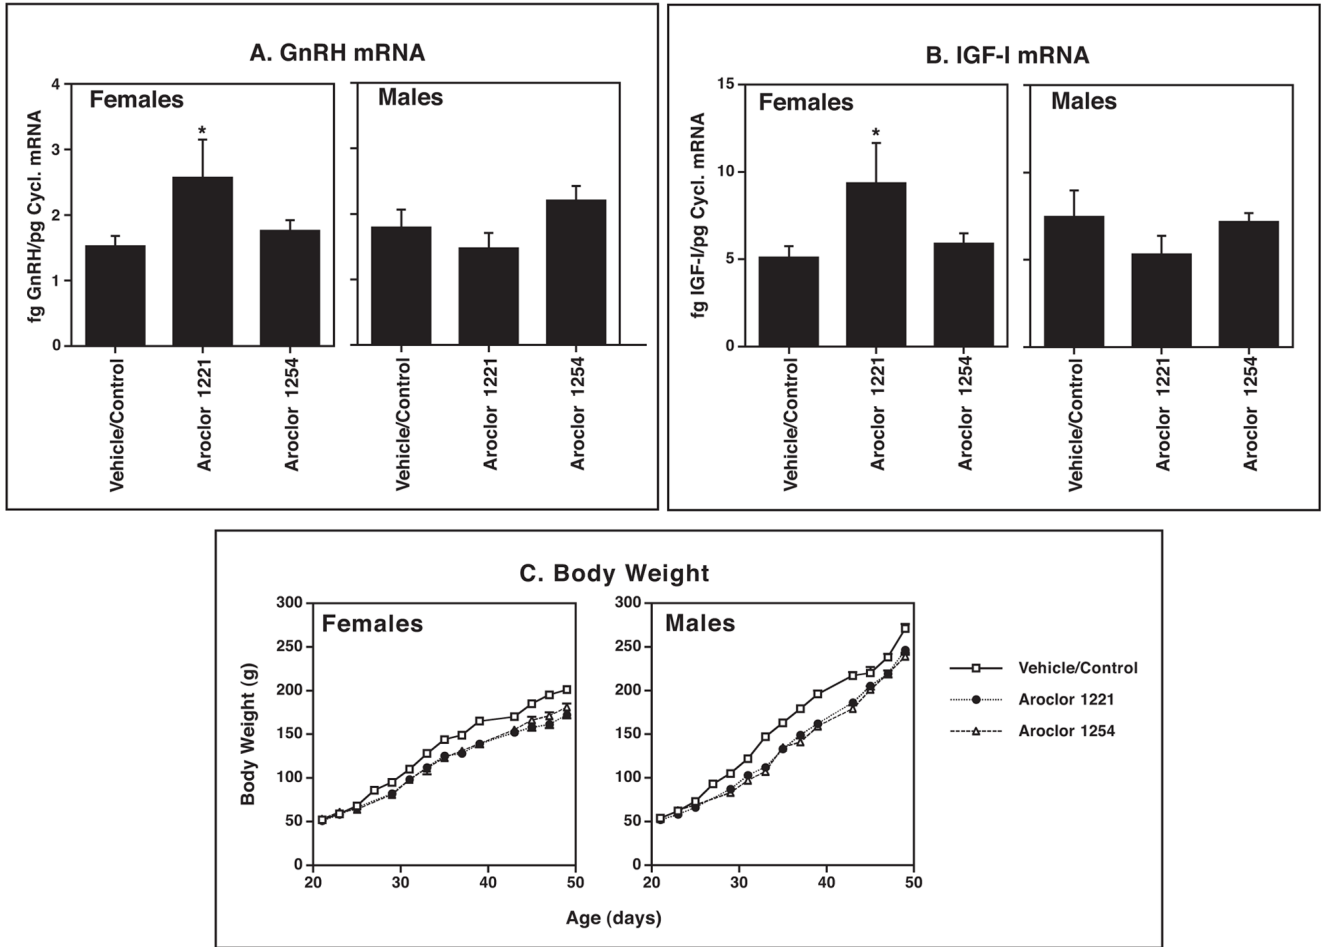 A. GnRH mRNA
fg GnRH/pg Cycl. mRNA
4
3
2
1
0
Females
*
Vehicle/Control
Aroclor 1221
Aroclor 1254
Males
Vehicle/Control
Aroclor 1221
Aroclor 1254
B. IGF-I mRNA
fg IGF-I/pg Cycl. mRNA
15
10
5
0
Females
*
Vehicle/Control
Aroclor 1221
Aroclor 1254
Males
Vehicle/Control
Aroclor 1221
Aroclor 1254
C. Body Weight
Body Weight (g)
300
250
200
150
100
50
0
Females
20 30 40 50
300
250
200
150
100
50
0
Males
20 30 40 50
Age (days)
Vehicle/Control
Aroclor 1221
Aroclor 1254